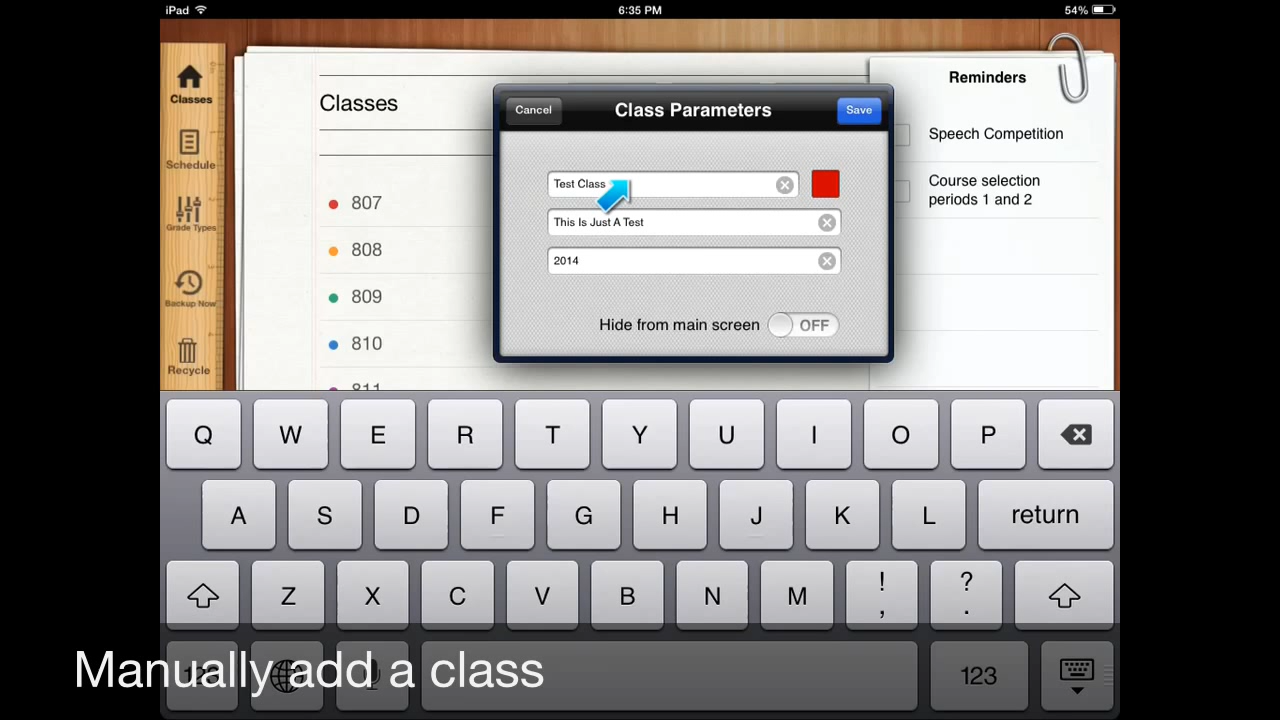 iPad
6:35 PM
54%
Classes
Schedule
Grade Types
Backup Now
Recycle
Classes
807
808
809
810
811
Cancel
Class Parameters
Save
Test Class
This Is Just A Test
2014
Hide from main screen
OFF
Reminders
Speech Competition
Course selection
periods 1 and 2
Q W E R T Y U I O P
A S D F G H J K L return
Z X C V B N M ! , ? .
123 123
Manually add a class